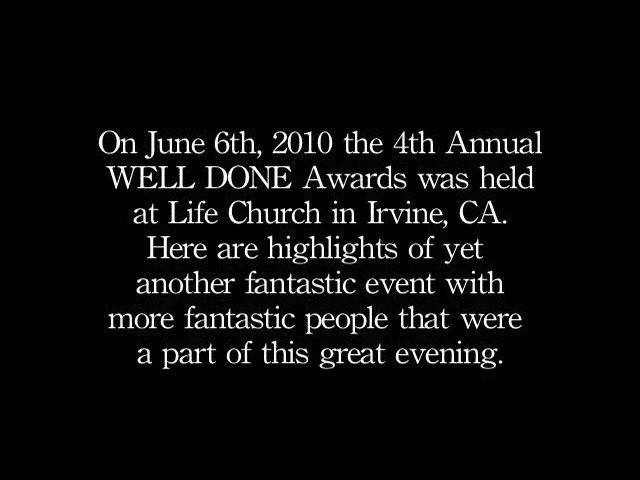 On June 6th, 2010 the 4th Annual
WELL DONE Awards was held
at Life Church in Irvine, CA.
Here are highlights of yet
another fantastic event with
more fantastic people that were
a part of this great evening.